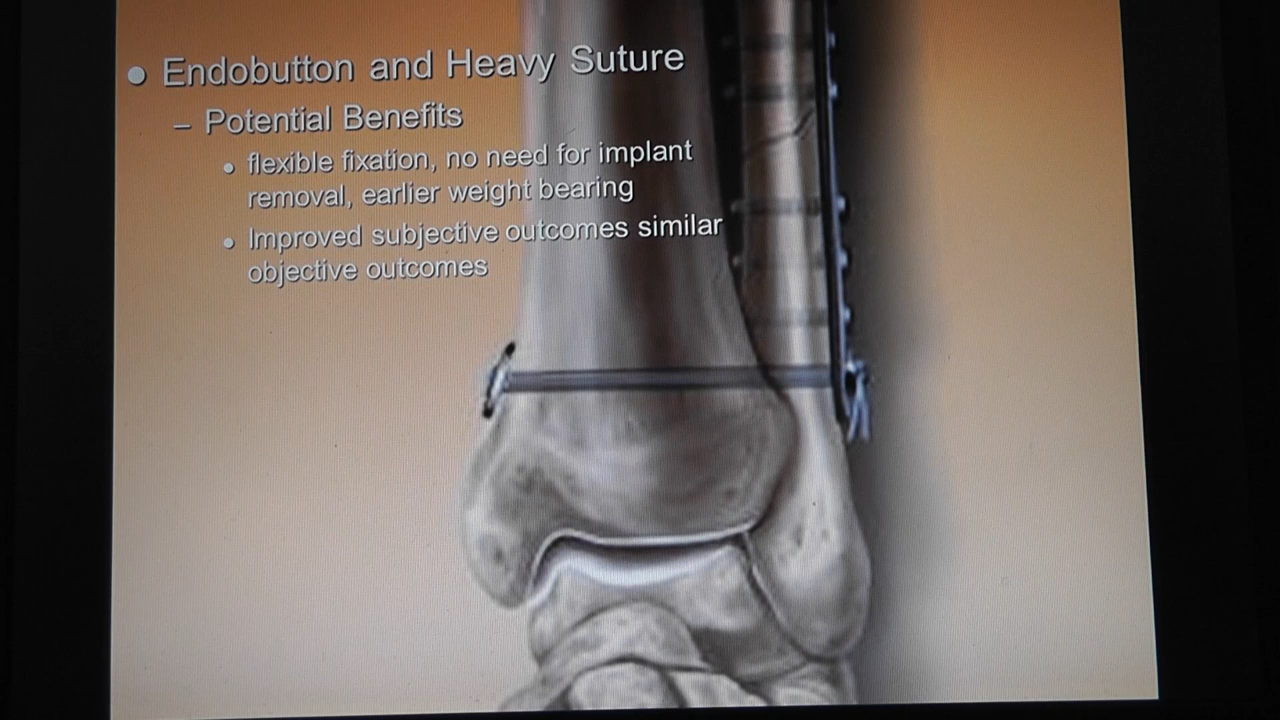 • Endobutton and Heavy Suture
– Potential Benefits
• flexible fixation, no need for implant
removal, earlier weight bearing
• Improved subjective outcomes similar
objective outcomes